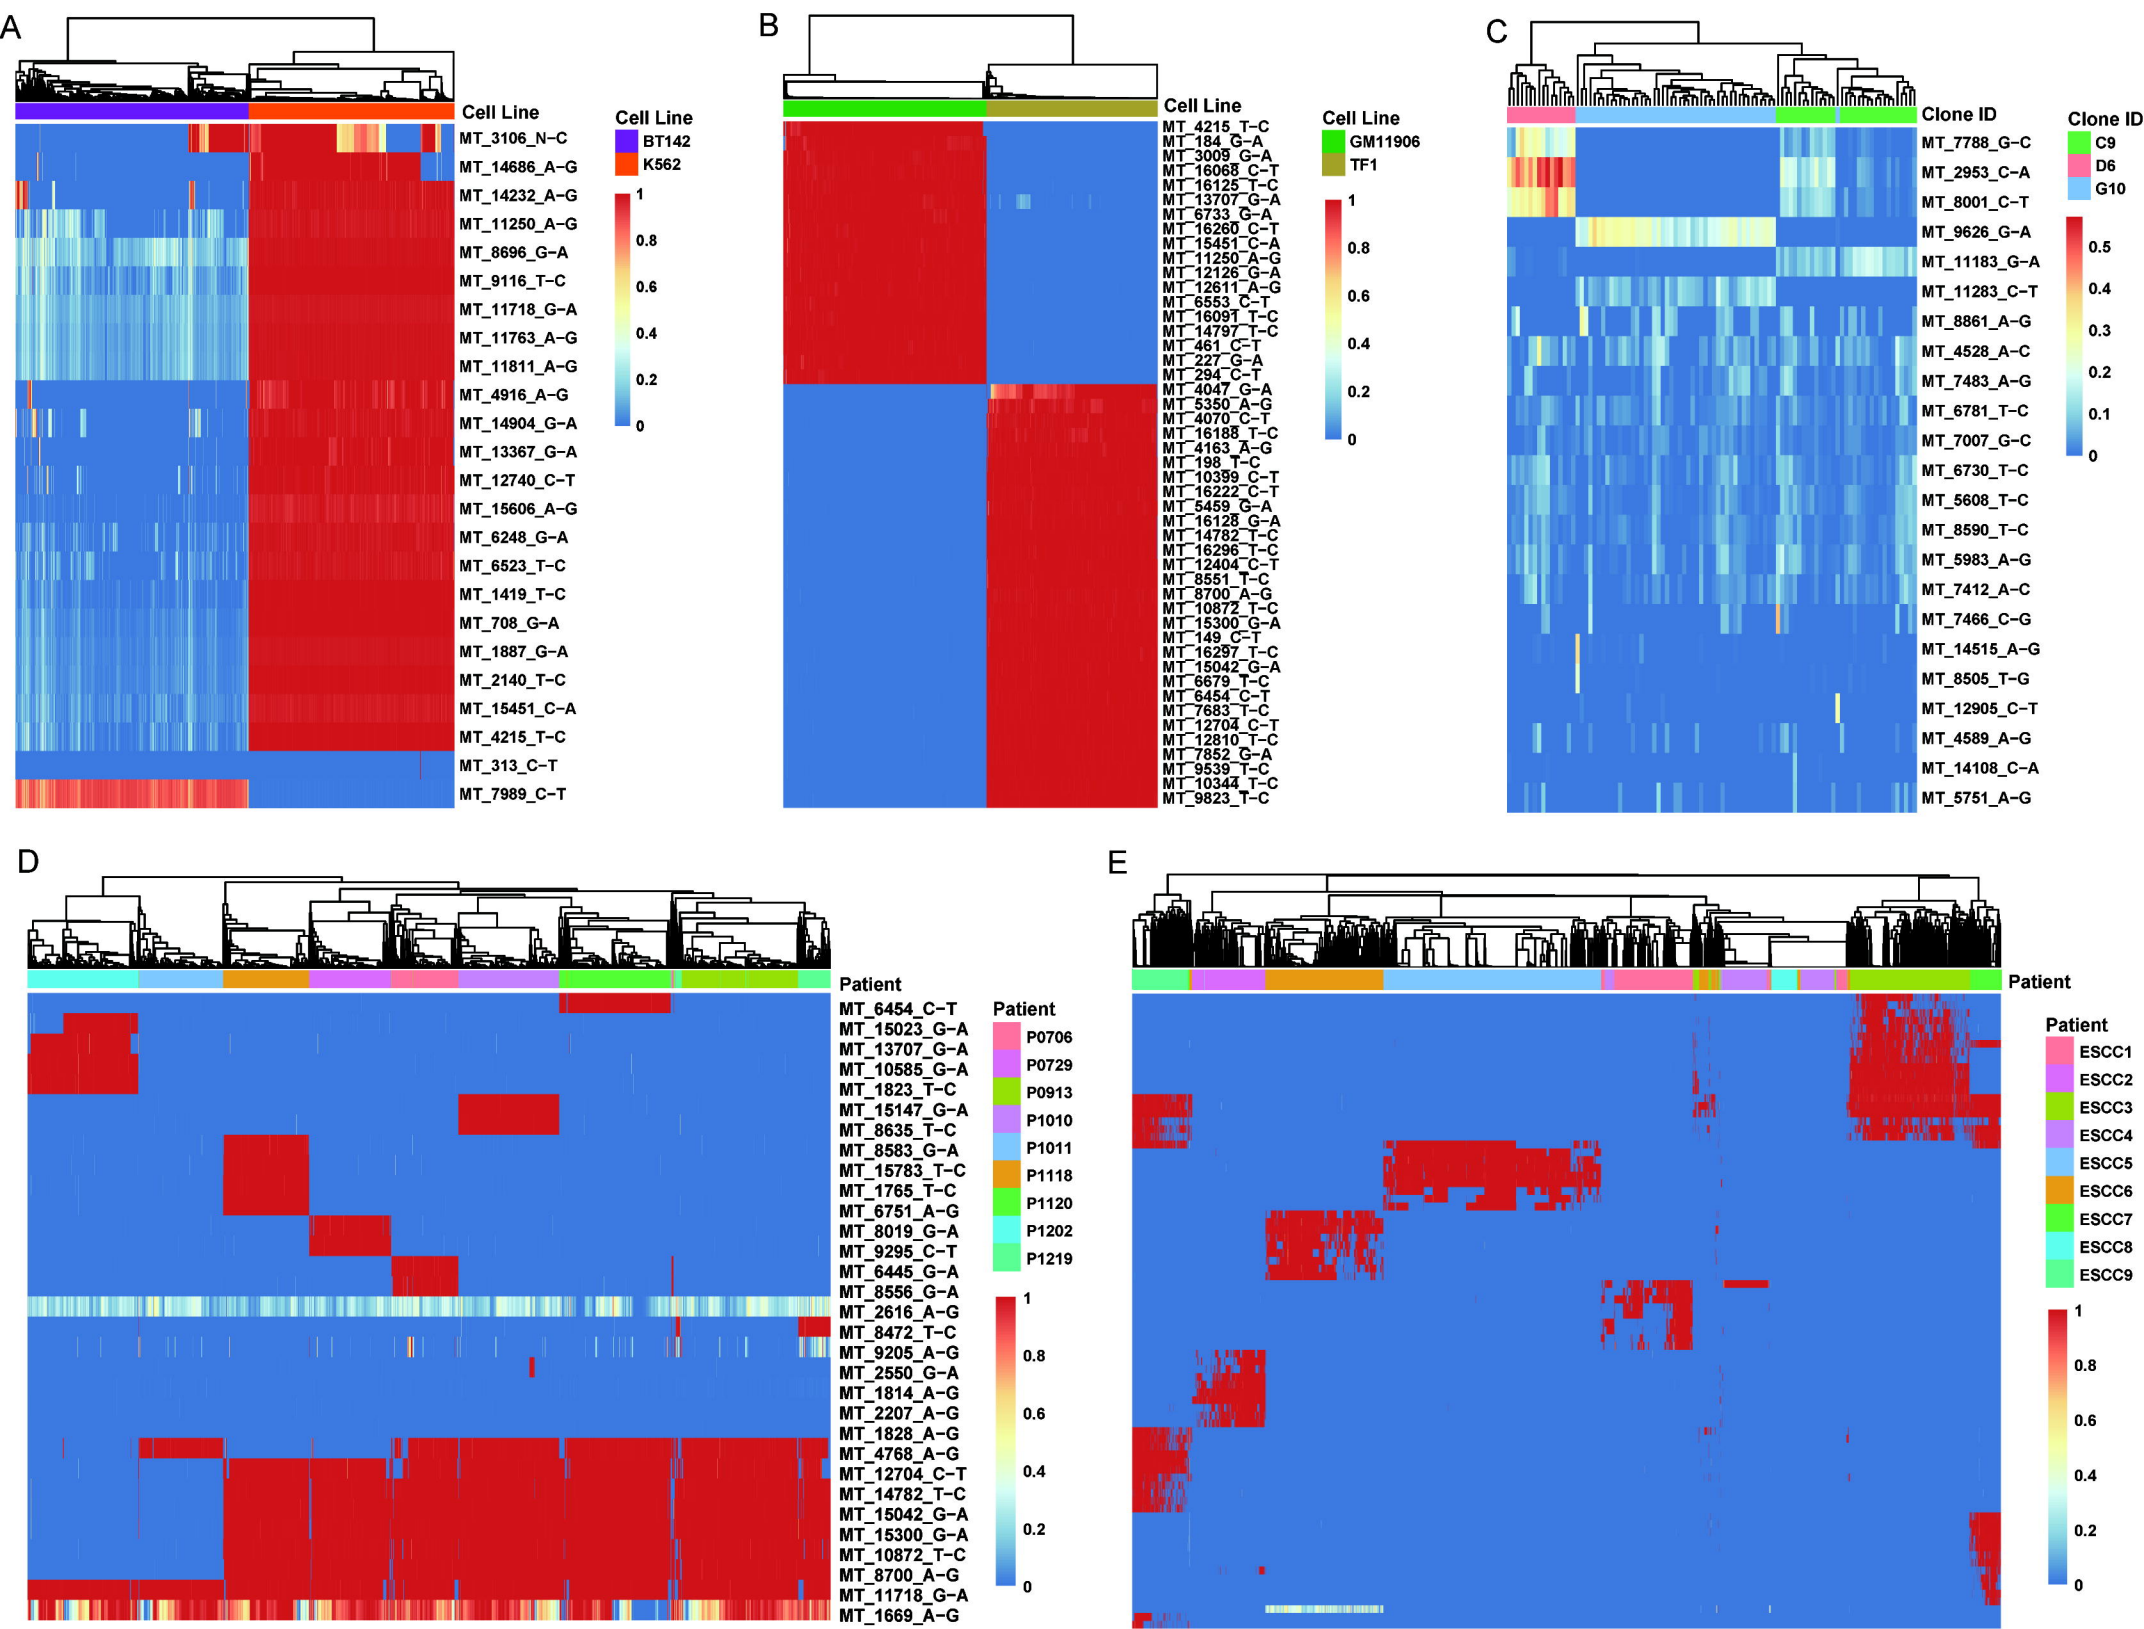 A
Cell Line
MT_3106_N-C
MT_14686_A-G
MT_14232_A-G
MT_11250_A-G
MT_8696_G-A
MT_9116_T-C
MT_11718_G-A
MT_11763_A-G
MT_11811_A-G
MT_4916_A-G
MT_14904_G-A
MT_13367_G-A
MT_12740_C-T
MT_15606_A-G
MT_6248_G-A
MT_6523_T-C
MT_1419_T-C
MT_708_G-A
MT_1887_G-A
MT_2140_T-C
MT_15451_C-A
MT_4215_T-C
MT_313_C-T
MT_7989_C-T
Cell Line
BT142
K562
1
0.8
0.6
0.4
0.2
0
B
Cell Line
MT_4215_T-C
MT_184_G-A
MT_3009_G-A
MT_16068_C-T
MT_16125_T-C
MT_13707_G-A
MT_6733_G-A
MT_16260_C-T
MT_15451_C-A
MT_11250_A-G
MT_12126_G-A
MT_12611_A-G
MT_6553_C-T
MT_16091_T-C
MT_14797_T-C
MT_461_C-T
MT_227_G-A
MT_294_C-T
MT_4047_G-A
MT_5350_A-G
MT_4070_C-T
MT_16188_T-C
MT_4163_A-G
MT_198_T-C
MT_10399_C-T
MT_16222_C-T
MT_5459_G-A
MT_16128_G-A
MT_14782_T-C
MT_16296_T-C
MT_12404_C-T
MT_8551_T-C
MT_8700_A-G
MT_10872_T-C
MT_15300_G-A
MT_149_C-T
MT_16297_T-C
MT_15042_G-A
MT_6679_T-C
MT_6454_C-T
MT_7683_T-C
MT_12704_C-T
MT_12810_T-C
MT_7852_G-A
MT_9539_T-C
MT_10344_T-C
MT_9823_T-C
Cell Line
GM11906
TF1
1
0.8
0.6
0.4
0.2
0
C
Clone ID
MT_7788_G-C
MT_2953_C-A
MT_8001_C-T
MT_9626_G-A
MT_11183_G-A
MT_11283_C-T
MT_8861_A-G
MT_4528_A-C
MT_7483_A-G
MT_6781_T-C
MT_7007_G-C
MT_6730_T-C
MT_5608_T-C
MT_8590_T-C
MT_5983_A-G
MT_7412_A-C
MT_7466_C-G
MT_14515_A-G
MT_8505_T-G
MT_12905_C-T
MT_4589_A-G
MT_14108_C-A
MT_5751_A-G
Clone ID
C9
D6
G10
0.5
0.4
0.3
0.2
0.1
0
D
Patient
MT_6454_C-T
MT_15023_G-A
MT_13707_G-A
MT_10585_G-A
MT_1823_T-C
MT_15147_G-A
MT_8635_T-C
MT_8583_G-A
MT_15783_T-C
MT_1765_T-C
MT_6751_A-G
MT_8019_G-A
MT_9295_C-T
MT_6445_G-A
MT_8556_G-A
MT_2616_A-G
MT_8472_T-C
MT_9205_A-G
MT_2550_G-A
MT_1814_A-G
MT_2207_A-G
MT_1828_A-G
MT_4768_A-G
MT_12704_C-T
MT_14782_T-C
MT_15042_G-A
MT_15300_G-A
MT_10872_T-C
MT_8700_A-G
MT_11718_G-A
MT_1669_A-G
Patient
P0706
P0729
P0913
P1010
P1011
P1118
P1120
P1202
P1219
1
0.8
0.6
0.4
0.2
0
E
Patient
Patient
ESCC1
ESCC2
ESCC3
ESCC4
ESCC5
ESCC6
ESCC7
ESCC8
ESCC9
1
0.8
0.6
0.4
0.2
0